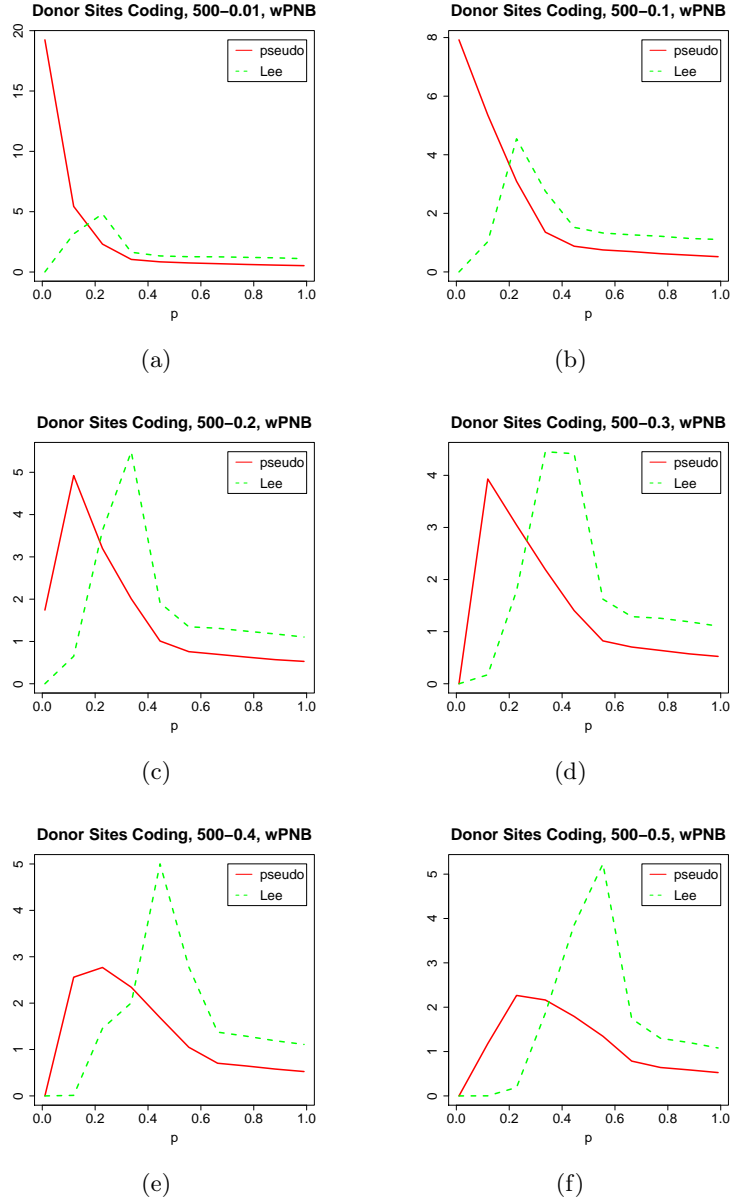 Donor Sites Coding, 500−0.01, wPNB
pseudo
Lee
20
15
10
5
0
0.0 0.2 0.4 0.6 0.8 1.0
p
(a)
Donor Sites Coding, 500−0.1, wPNB
pseudo
Lee
8
6
4
2
0
0.0 0.2 0.4 0.6 0.8 1.0
p
(b)
Donor Sites Coding, 500−0.2, wPNB
pseudo
Lee
5
4
3
2
1
0
0.0 0.2 0.4 0.6 0.8 1.0
p
(c)
Donor Sites Coding, 500−0.3, wPNB
pseudo
Lee
4
3
2
1
0
0.0 0.2 0.4 0.6 0.8 1.0
p
(d)
Donor Sites Coding, 500−0.4, wPNB
pseudo
Lee
5
4
3
2
1
0
0.0 0.2 0.4 0.6 0.8 1.0
p
(e)
Donor Sites Coding, 500−0.5, wPNB
pseudo
Lee
5
4
3
2
1
0
0.0 0.2 0.4 0.6 0.8 1.0
p
(f)